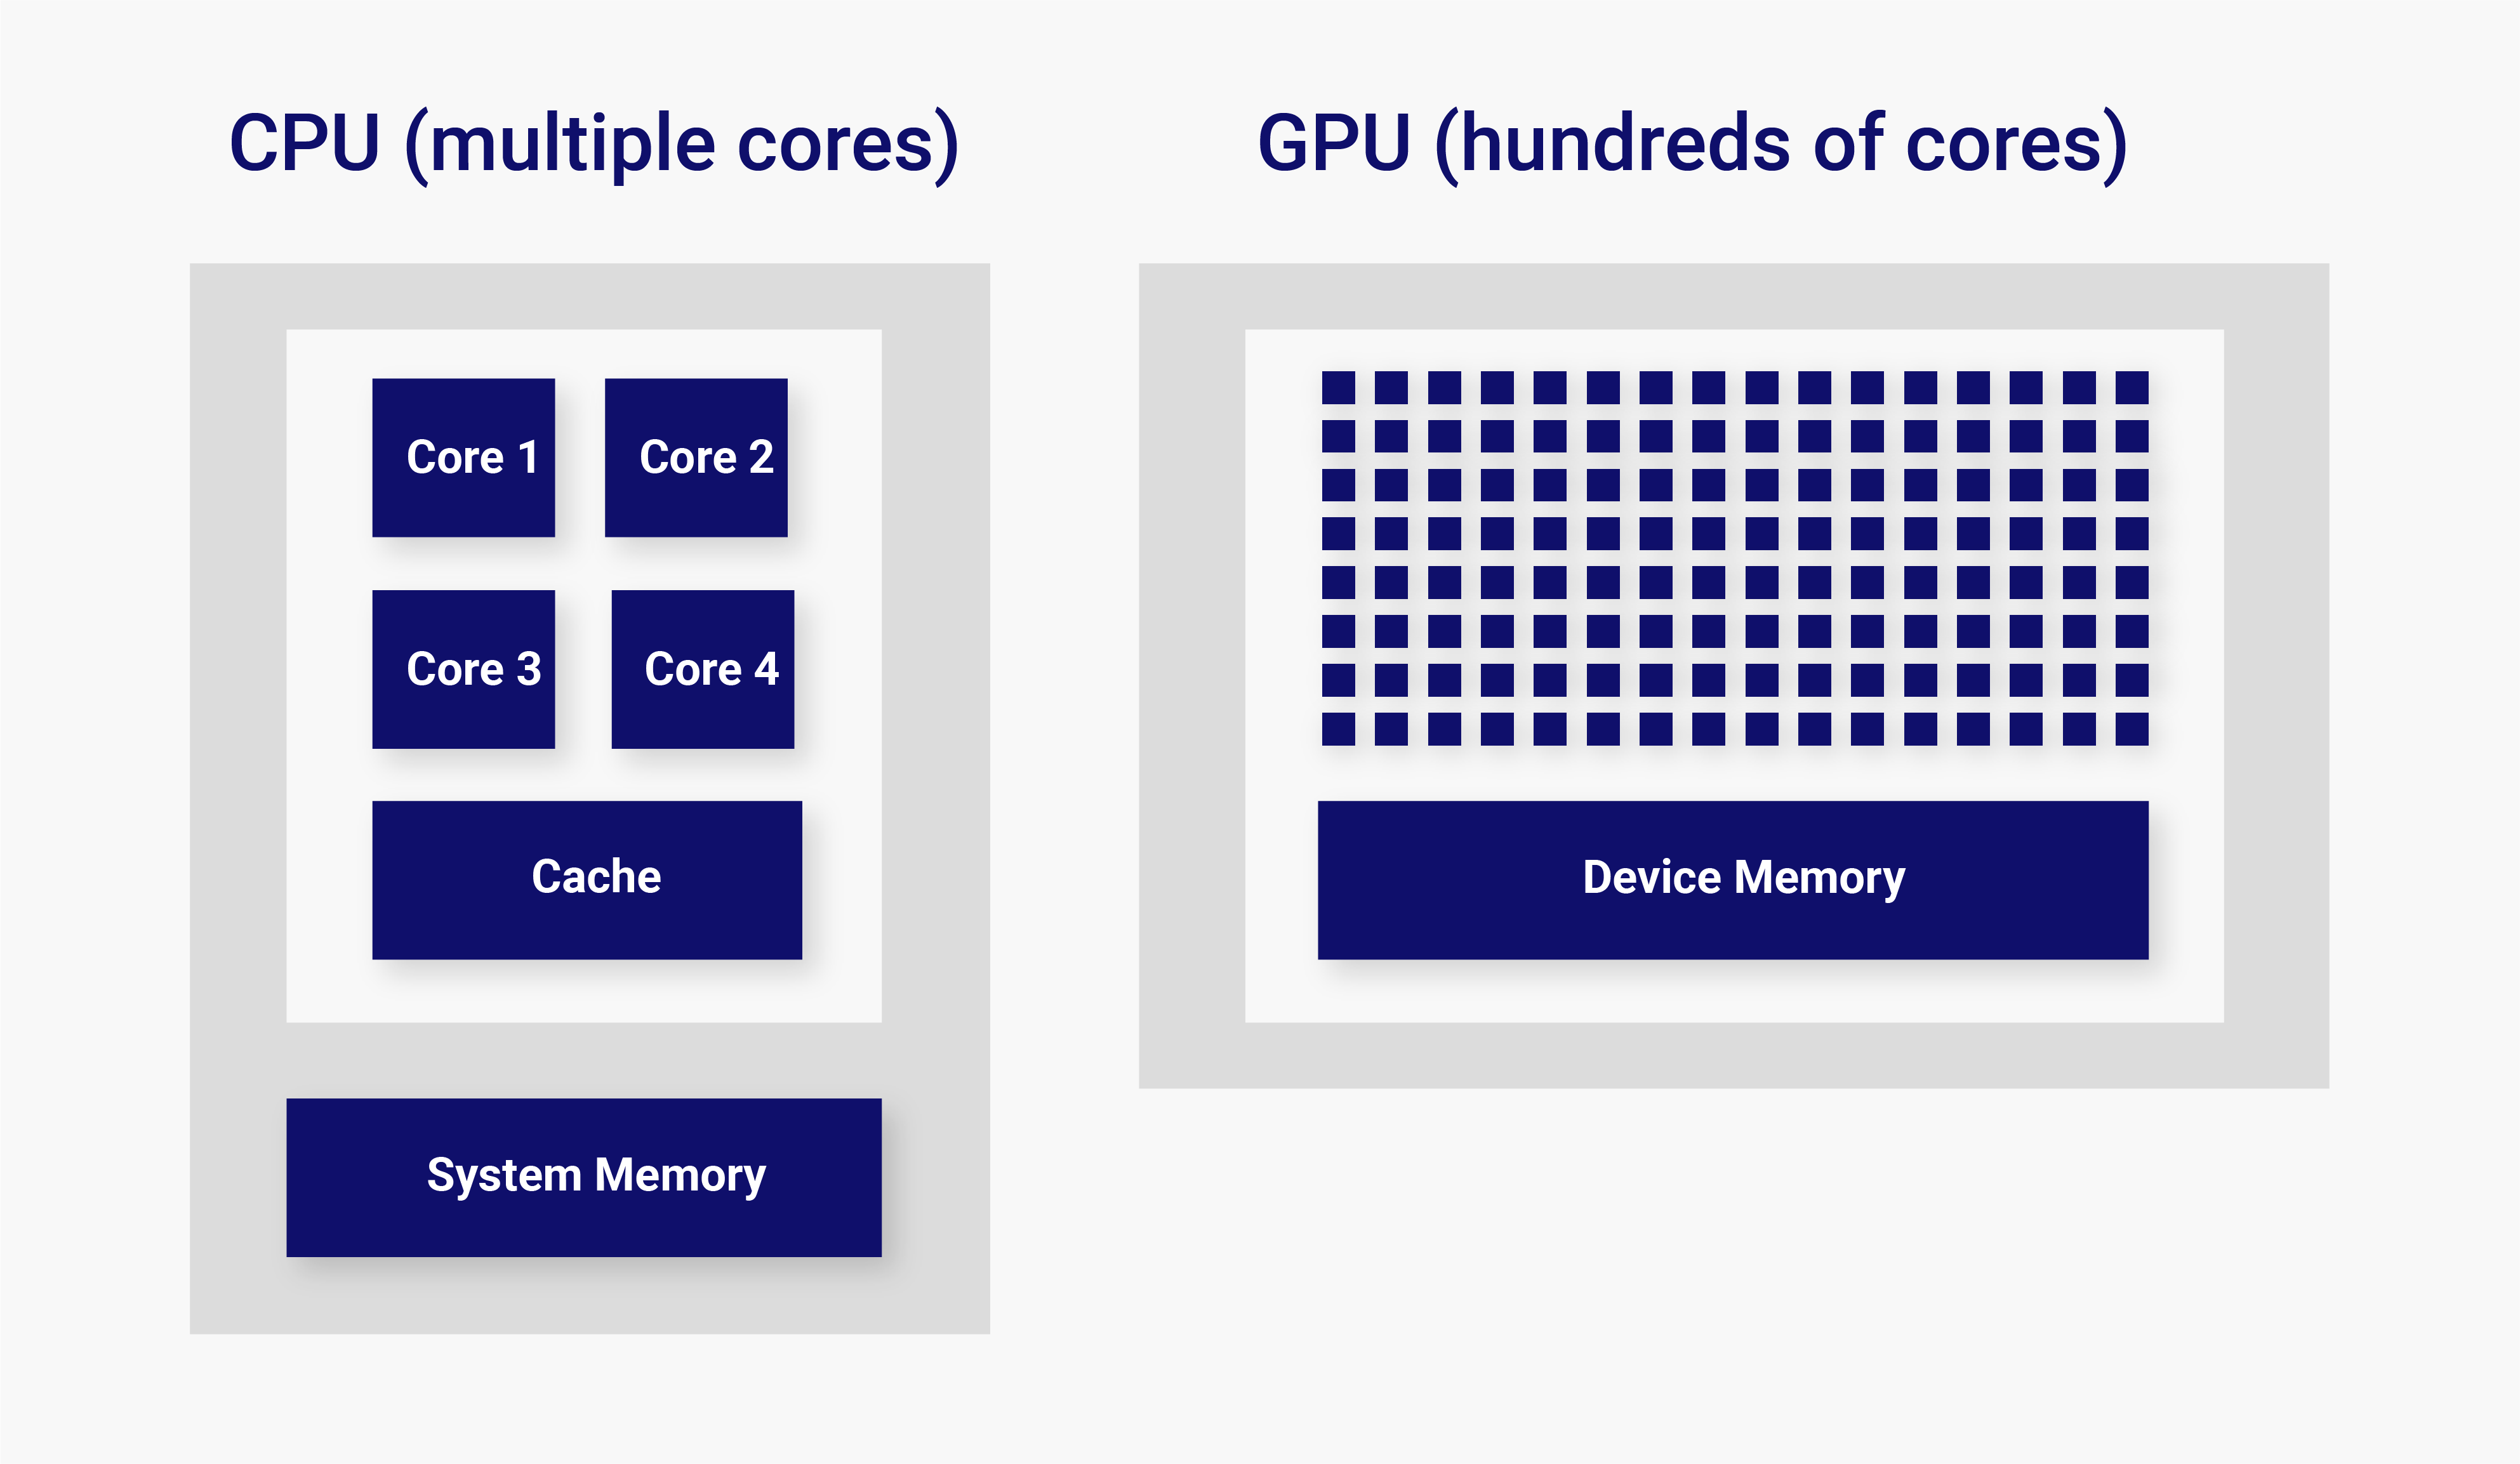 CPU (multiple cores)
Core 1
Core 2
Core 3
Core 4
Cache
System Memory
GPU (hundreds of cores)
Device Memory